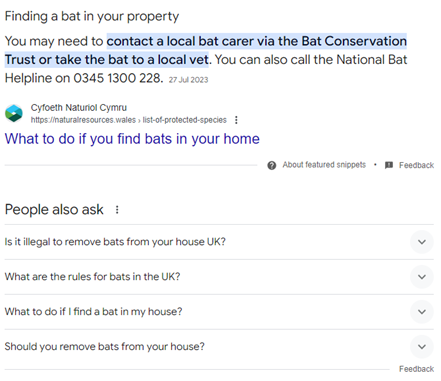 Finding a bat in your property
You may need to contact a local bat carer via the Bat Conservation
Trust or take the bat to a local vet. You can also call the National Bat
Helpline on 0345 1300 228. 27 Jul 2023
Cyfoeth Naturiol Cymru
https://naturalresources.wales › list-of-protected-species
What to do if you find bats in your home
About featured snippets • Feedback
People also ask
Is it illegal to remove bats from your house UK?
What are the rules for bats in the UK?
What to do if I find a bat in my house?
Should you remove bats from your house?
Feedback